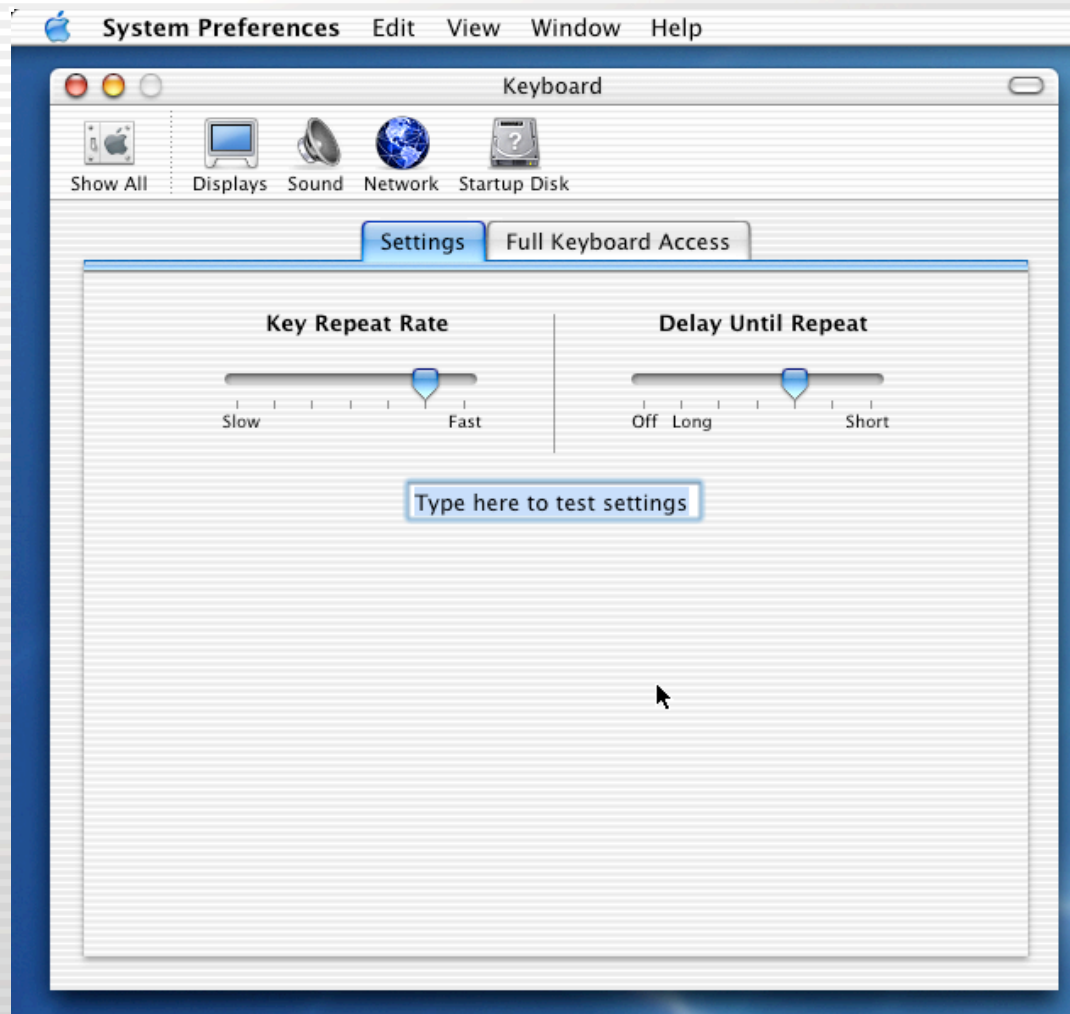 System Preferences Edit View Window Help
Keyboard
Show All Displays Sound Network Startup Disk
Settings Full Keyboard Access
Key Repeat Rate Delay Until Repeat
Slow Fast Off Long Short
Type here to test settings